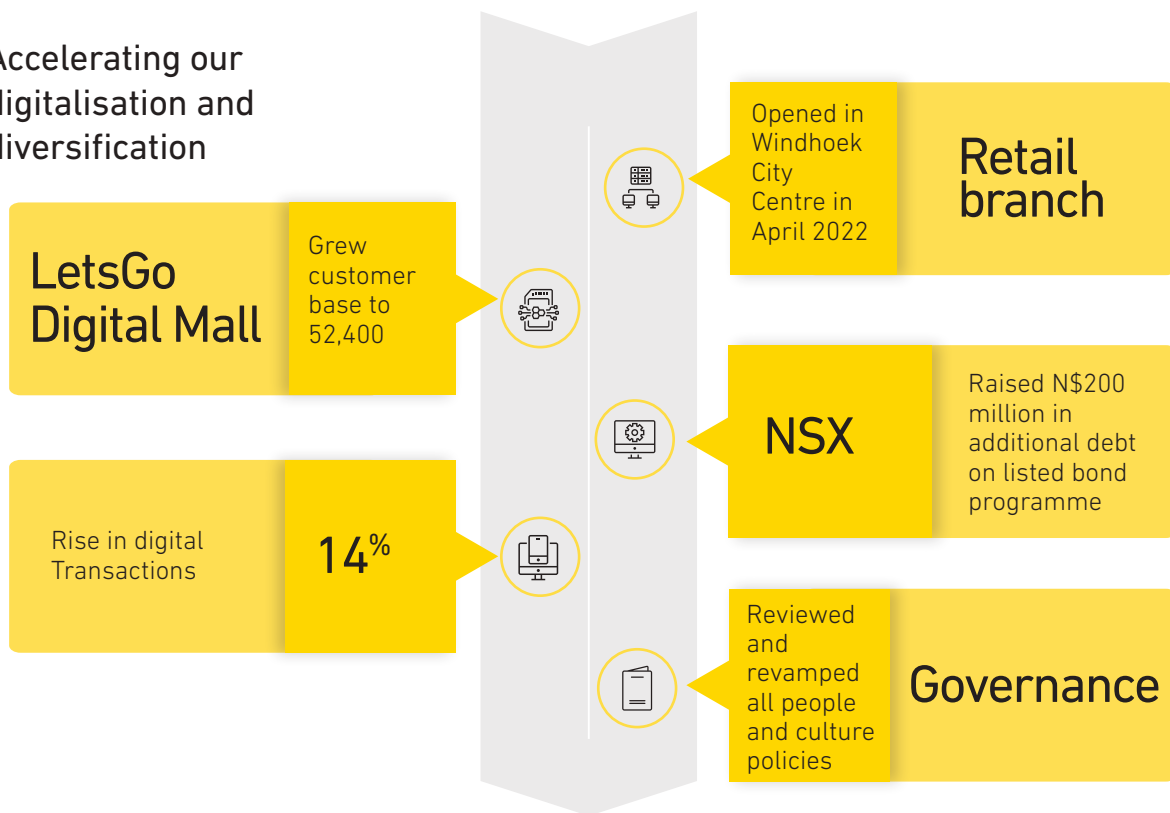 Accelerating our
digitalisation and
diversification
Opened in
Windhoek
City
Centre in
April 2022
Retail
branch
LetsGo
Digital Mall
Grew
customer
base to
52,400
NSX
Raised N$200
million in
additional debt
on listed bond
programme
Rise in digital
Transactions
14%
Reviewed
and
revamped
all people
and culture
policies
Governance